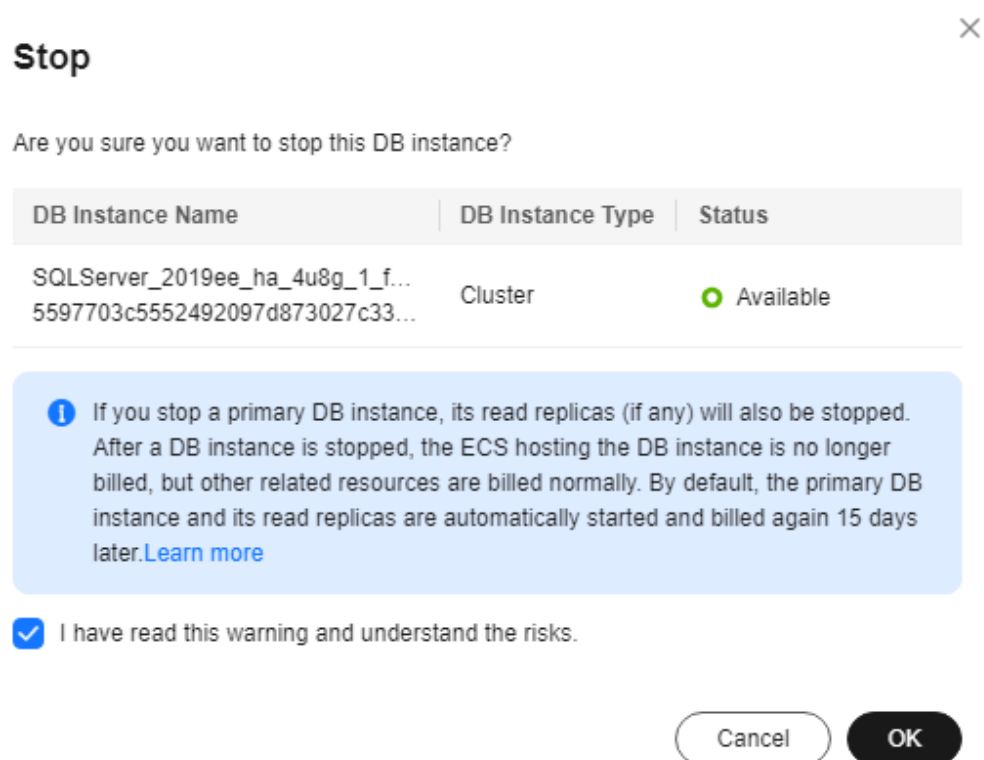 Stop
Are you sure you want to stop this DB instance?
DB Instance Name DB Instance Type Status
SQLServer_2019ee_ha_4u8g_1_f...
5597703c5552492097d873027c33...
Cluster
Available
If you stop a primary DB instance, its read replicas (if any) will also be stopped.
After a DB instance is stopped, the ECS hosting the DB instance is no longer
billed, but other related resources are billed normally. By default, the primary DB
instance and its read replicas are automatically started and billed again 15 days
later.Learn more
I have read this warning and understand the risks.
Cancel OK